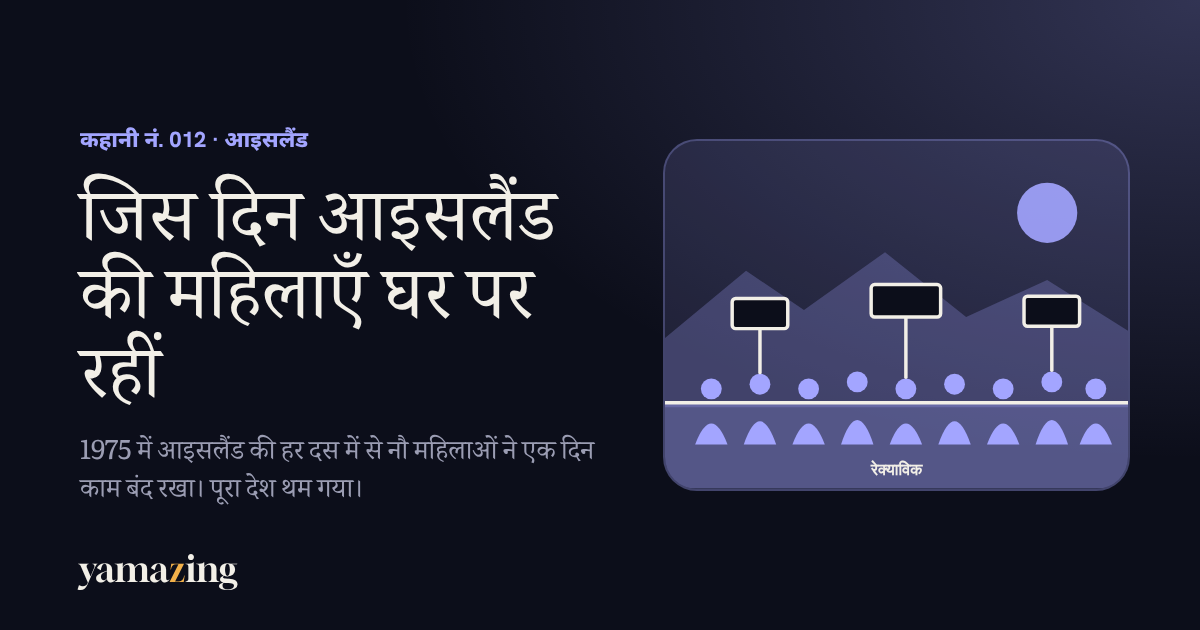 कहानी नं. 012 · आइसलैंड
जिस दिन आइसलैंड
की महिलाएँ घर पर
रहीं
1975 में आइसलैंड की हर दस में से नौ महिलाओं ने एक दिन
काम बंद रखा। पूरा देश थम गया।
रेक्याविक
yamazing